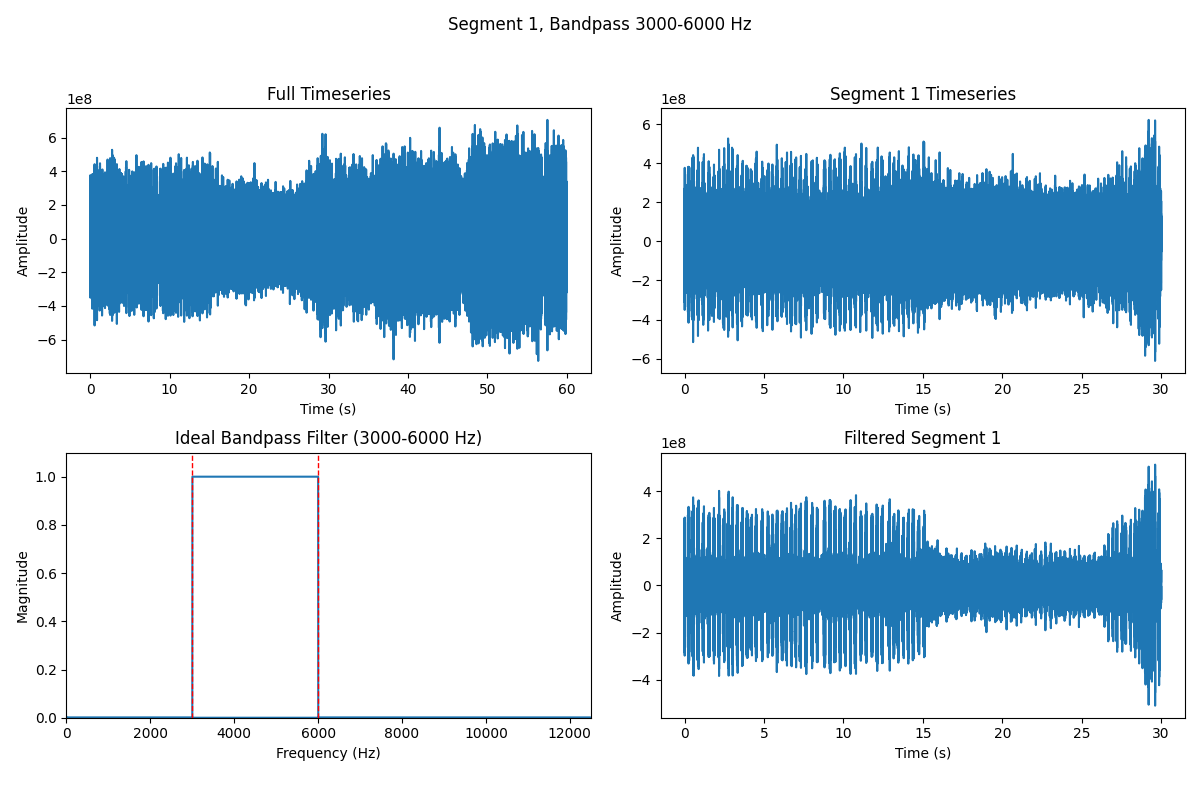 Segment 1, Bandpass 3000-6000 Hz
Full Timeseries
1e8
6
4
2
0
−2
−4
−6
Amplitude
0 10 20 30 40 50 60
Time (s)
Segment 1 Timeseries
1e8
6
4
2
0
−2
−4
−6
Amplitude
0 5 10 15 20 25 30
Time (s)
Ideal Bandpass Filter (3000-6000 Hz)
1.0
0.8
0.6
0.4
0.2
0.0
Magnitude
0 2000 4000 6000 8000 10000 12000
Frequency (Hz)
Filtered Segment 1
1e8
4
2
0
−2
−4
Amplitude
0 5 10 15 20 25 30
Time (s)